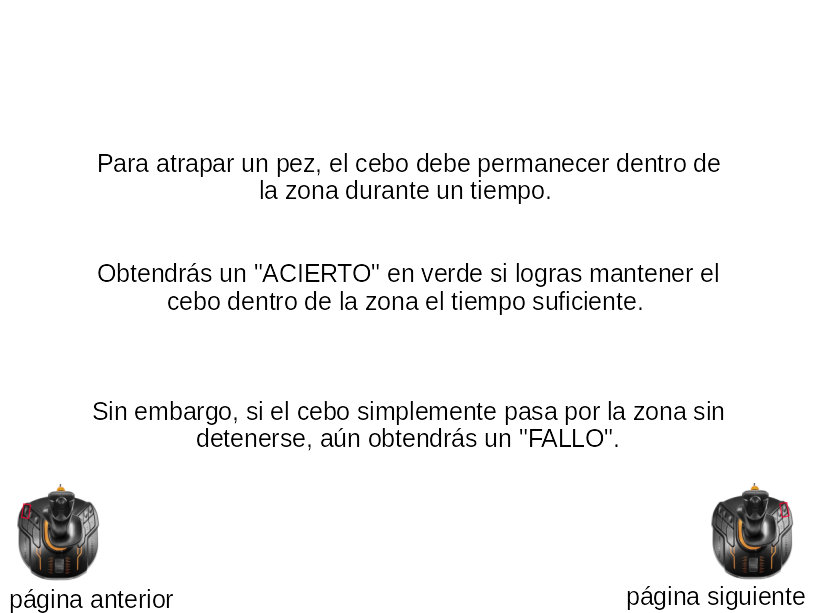 Para atrapar un pez, el cebo debe permanecer dentro de
la zona durante un tiempo.
Obtendrás un "ACIERTO" en verde si logras mantener el
cebo dentro de la zona el tiempo suficiente.
Sin embargo, si el cebo simplemente pasa por la zona sin
detenerse, aún obtendrás un "FALLO".
página anterior
página siguiente